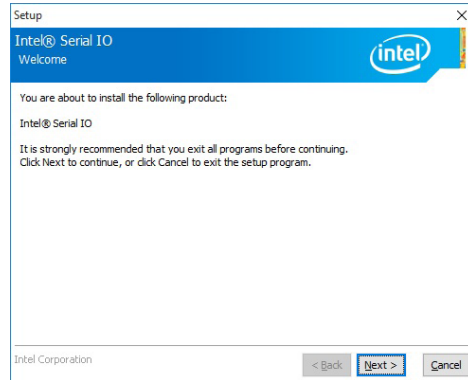 Setup
Intel® Serial IO
Welcome
intel
You are about to install the following product:
Intel® Serial IO
It is strongly recommended that you exit all programs before continuing.
Click Next to continue, or click Cancel to exit the setup program.
Intel Corporation
< Back Next > Cancel